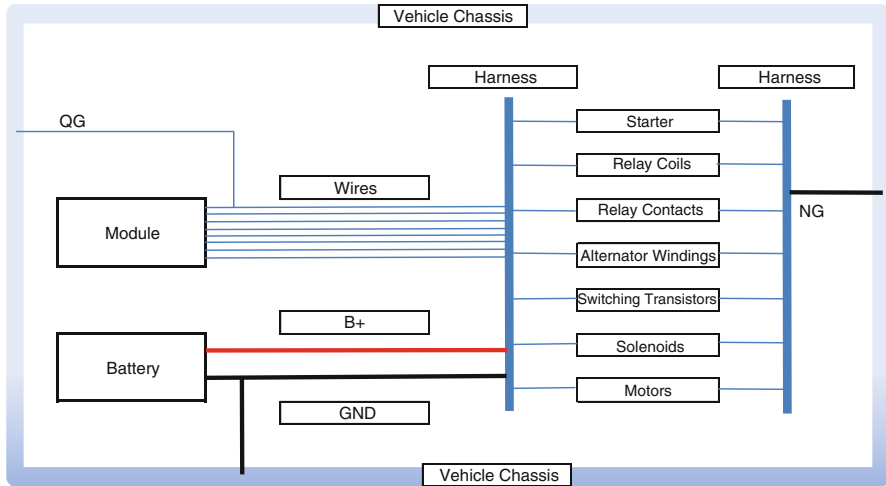 Vehicle Chassis
Harness
Harness
QG
Starter
Relay Coils
Wires
Relay Contacts
NG
Module
Alternator Windings
Switching Transistors
B+
Solenoids
Battery
Motors
GND
Vehicle Chassis